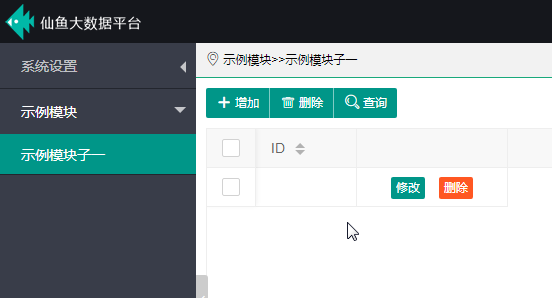 仙鱼大数据平台
系统设置
示例模块
示例模块子一
示例模块>>示例模块子一
增加 删除 查询
ID
修改 删除